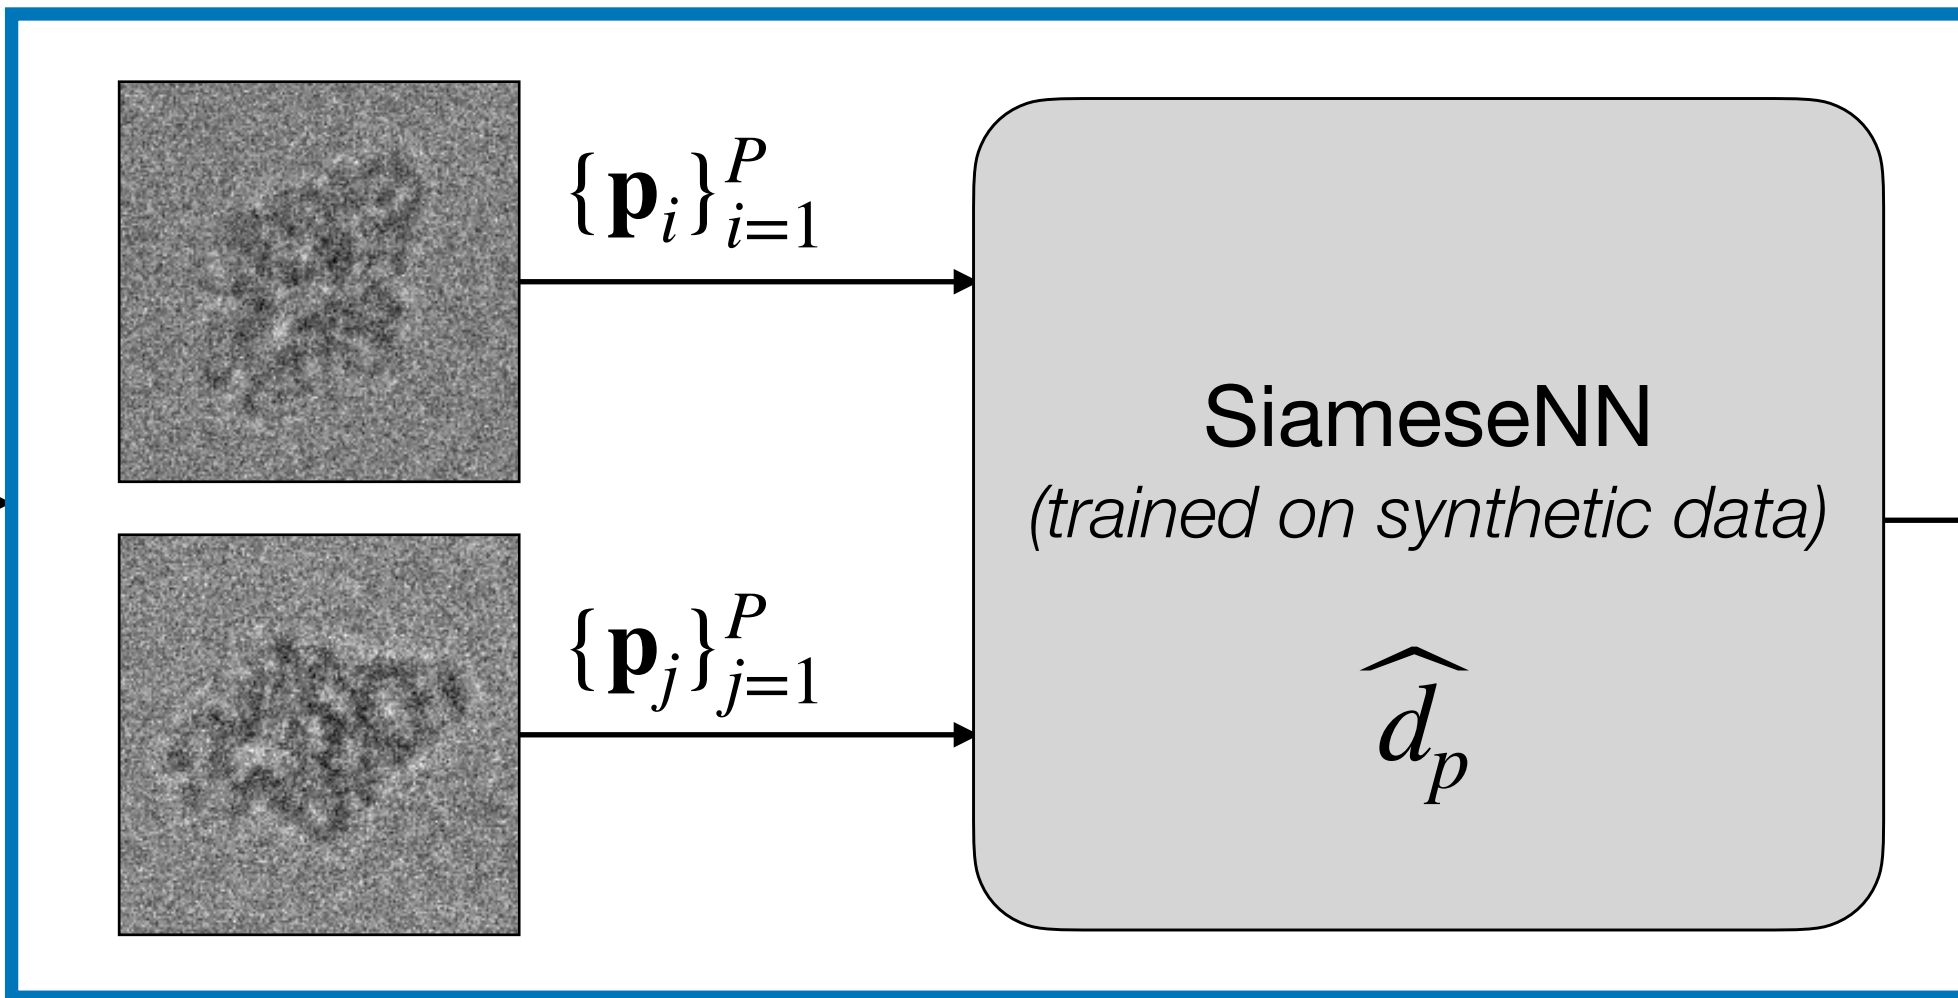 {𝐩_i}_{i=1}^P
SiameseNN
(trained on synthetic data)
{𝐩_j}_{j=1}^P
\widehat{d_p}